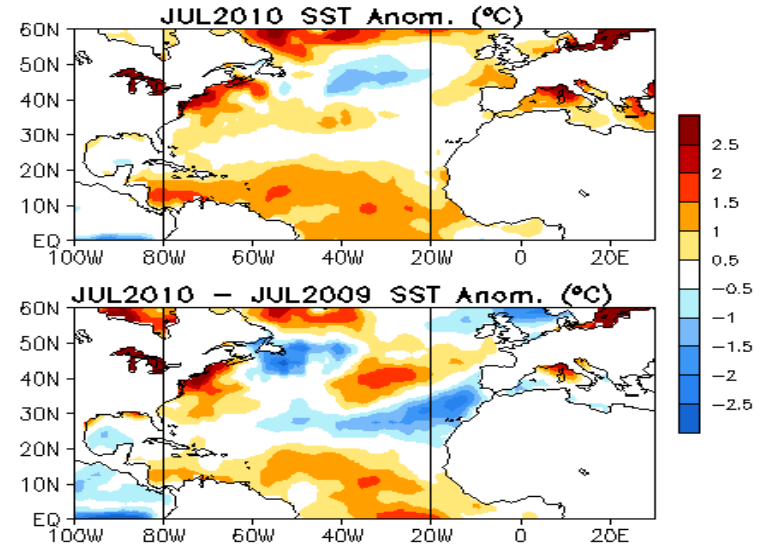 JUL2010 SST Anom. (ºC)
60N
50N
40N
30N
20N
10N
EQ
100W 80W 60W 40W 20W 0 20E
2.5
2
1.5
1
0.5
−0.5
−1
−1.5
−2
−2.5
JUL2010 − JUL2009 SST Anom. (ºC)
60N
50N
40N
30N
20N
10N
EQ
100W 80W 60W 40W 20W 0 20E